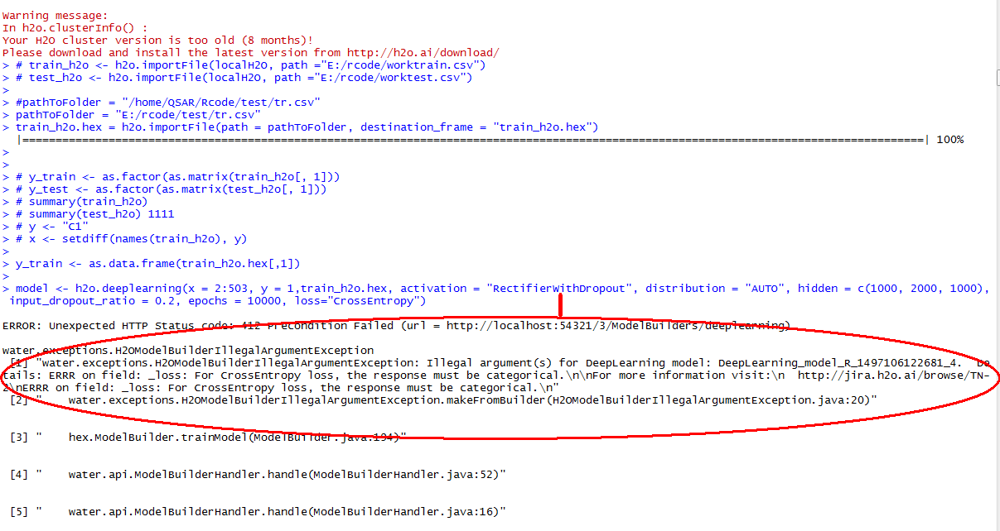 Warning message:
In h2o.clusterInfo() :
Your H2O cluster version is too old (8 months)!
Please download and install the latest version from http://h2o.ai/download/
> # train_h2o <- h2o.importFile(localH2O, path ="E:/rcode/worktrain.csv")
> # test_h2o <- h2o.importFile(localH2O, path ="E:/rcode/worktest.csv")
>
> #pathToFolder = "/home/QSAR/Rcode/test/tr.csv"
> pathToFolder = "E:/rcode/test/tr.csv"
> train_h2o.hex = h2o.importFile(path = pathToFolder, destination_frame = "train_h2o.hex")
|======================================================================================================================================| 100%
>
>
> # y_train <- as.factor(as.matrix(train_h2o[, 1]))
> # y_test <- as.factor(as.matrix(test_h2o[, 1]))
> # summary(train_h2o)
> # summary(test_h2o) 1111
> # y <- "C1"
> # x <- setdiff(names(train_h2o), y)
>
> y_train <- as.data.frame(train_h2o.hex[,1])
>
> model <- h2o.deeplearning(x = 2:503, y = 1,train_h2o.hex, activation = "RectifierWithDropout", distribution = "AUTO", hidden = c(1000, 2000, 1000),
input_dropout_ratio = 0.2, epochs = 10000, loss="CrossEntropy")
ERROR: Unexpected HTTP Status code: 412 Precondition Failed (url = http://localhost:54321/3/ModelBuilders/deeplearning)
water.exceptions.H2OModelBuilderIllegalArgumentException
[1] "water.exceptions.H2OModelBuilderIllegalArgumentException: Illegal argument(s) for DeepLearning model: DeepLearning_model_R_1497106122681_4.  De
tails: ERRR on field: _loss: For CrossEntropy loss, the response must be categorical.\n\nFor more information visit:\n  http://jira.h2o.ai/browse/TN-
2\nERRR on field: _loss: For CrossEntropy loss, the response must be categorical.\n"
[2] "    water.exceptions.H2OModelBuilderIllegalArgumentException.makeFromBuilder(H2OModelBuilderIllegalArgumentException.java:20)"
[3] "    hex.ModelBuilder.trainModel(ModelBuilder.java:194)"
[4] "    water.api.ModelBuilderHandler.handle(ModelBuilderHandler.java:52)"
[5] "    water.api.ModelBuilderHandler.handle(ModelBuilderHandler.java:16)"